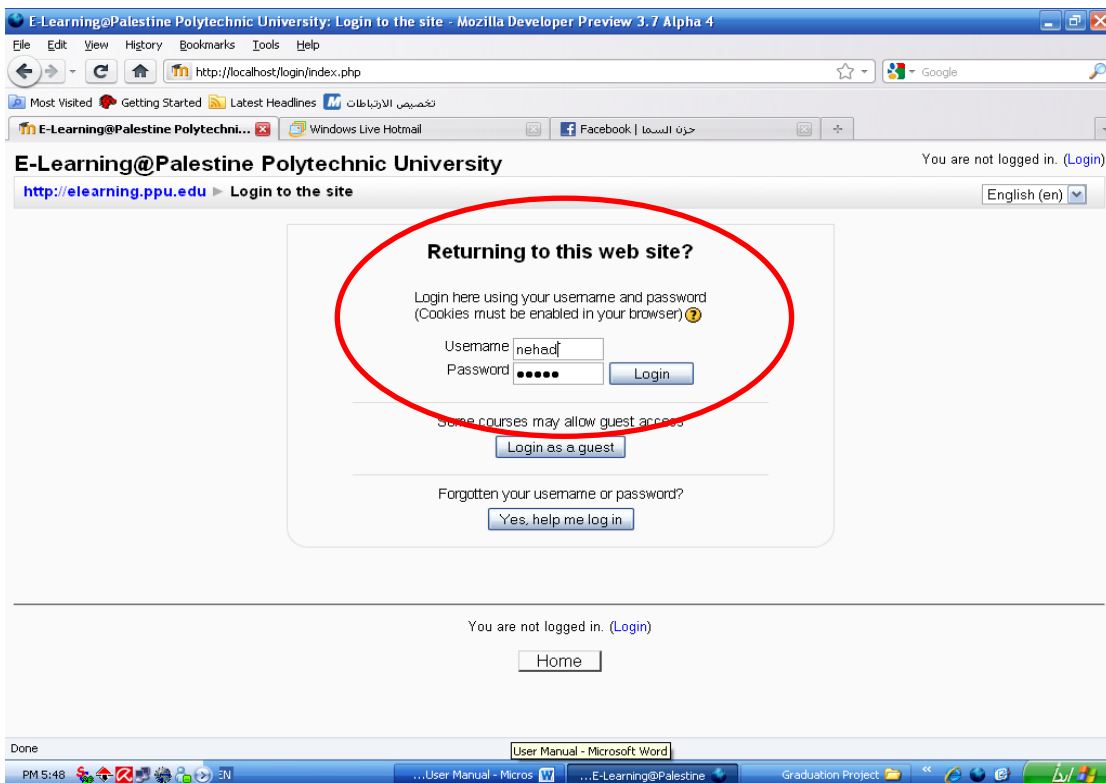 E-Learning@Palestine Polytechnic University: Login to the site - Mozilla Developer Preview 3.7 Alpha 4
File Edit View History Bookmarks Tools Help
http://localhost/login/index.php
Google
Most Visited Getting Started Latest Headlines تخصيص الارتباطات
E-Learning@Palestine Polytechni... Windows Live Hotmail Facebook | حزن السما
E-Learning@Palestine Polytechnic University
You are not logged in. (Login)
http://elearning.ppu.edu ► Login to the site
English (en)
Returning to this web site?
Login here using your username and password
(Cookies must be enabled in your browser) ?
Username nehad
Password ●●●●● Login
Some courses may allow guest access
Login as a guest
Forgotten your username or password?
Yes, help me log in
You are not logged in. (Login)
Home
Done
User Manual - Microsoft Word
PM 5:48 EN ...User Manual - Micros ...E-Learning@Palestine Graduation Project « ابدأ